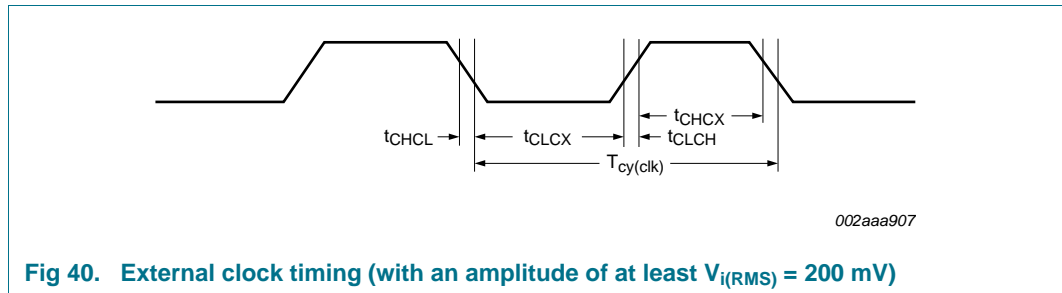 tCHCX
tCHCL tCLCX tCLCH
Tcy(clk)
002aaa907
Fig 40. External clock timing (with an amplitude of at least Vi(RMS) = 200 mV)